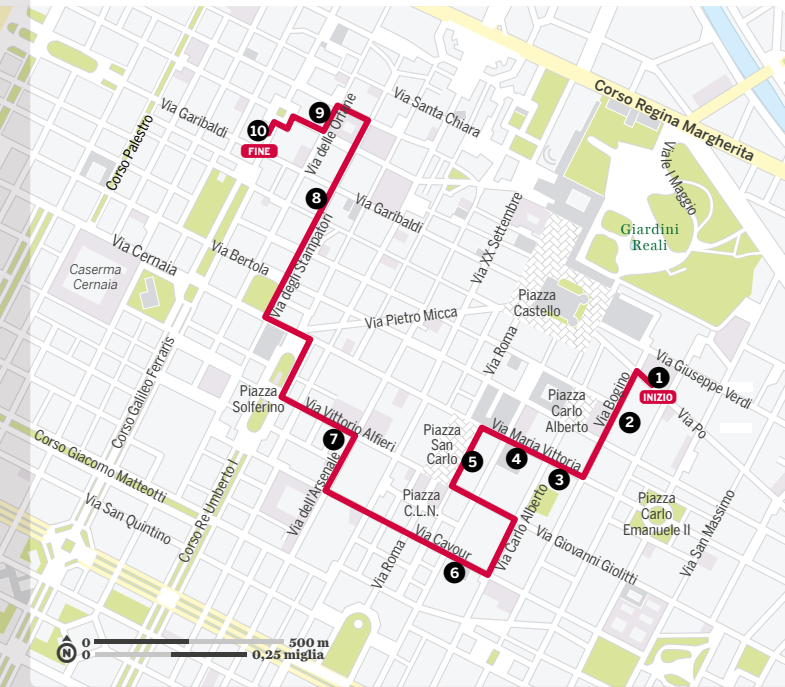 Corso Regina Margherita
Via Santa Chiara
Via Garibaldi
Corso Palestro
10
FINE
9
Via delle Orfane
Viale I Maggio
8
Via Garibaldi
Via XX Settembre
Giardini
Reali
Via Cernaia
Via Bertola
Via degli Stampatori
Caserma
Cernaia
Piazza
Castello
Via Pietro Micca
Via Roma
Corso Galileo Ferraris
Via Giuseppe Verdi
1
INIZIO
Via Bogino
Piazza
Carlo
Alberto
2
Via Po
Piazza
Solferino
Via Vittorio Alfieri
7
Piazza
San
Carlo
Via Maria Vittoria
5
4
3
Corso Giacomo Matteotti
Via San Quintino
Corso Re Umberto I
Via dell'Arsenale
Piazza
C.L.N.
Via Carlo Alberto
Piazza
Carlo
Emanuele II
Via San Massimo
Via Cavour
6
Via Roma
Via Giovanni Giolitti
N
0 500 m
0 0,25 miglia